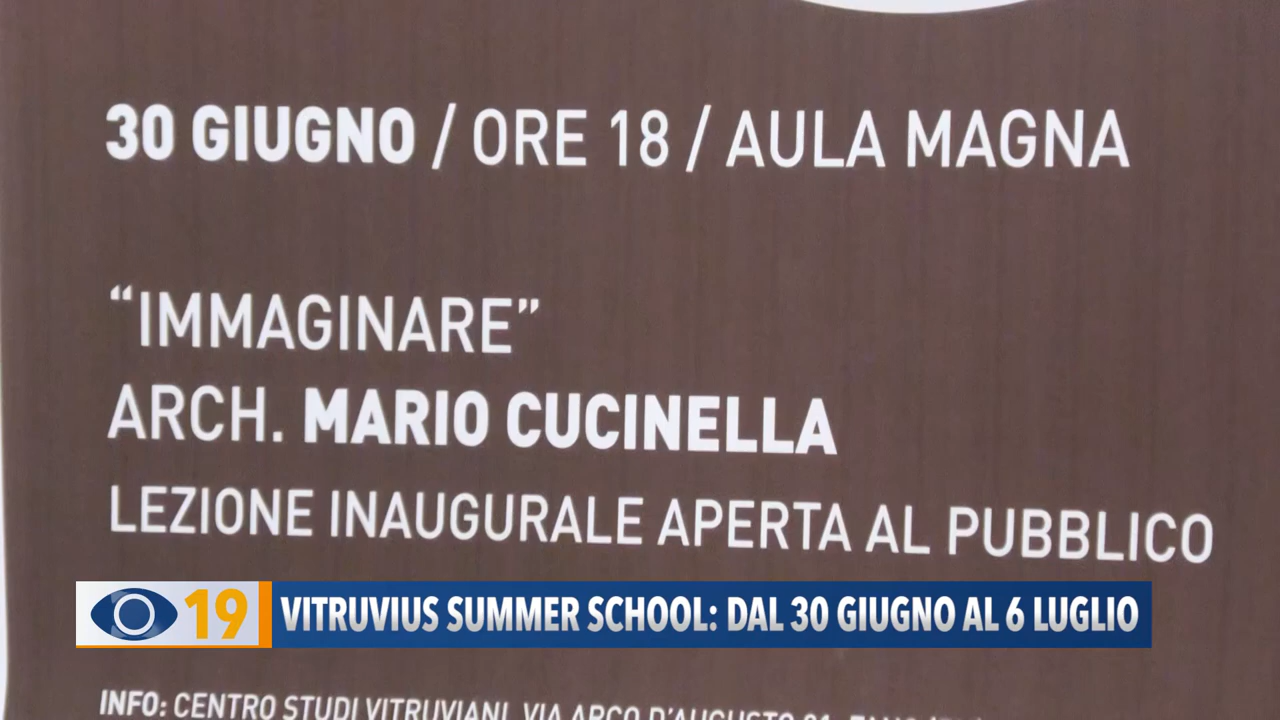 30 GIUGNO / ORE 18 / AULA MAGNA
“IMMAGINARE”
ARCH. MARIO CUCINELLA
LEZIONE INAUGURALE APERTA AL PUBBLICO
19 VITRUVIUS SUMMER SCHOOL: DAL 30 GIUGNO AL 6 LUGLIO
INFO: CENTRO STUDI VITRUVIANI, VIA ARCO D'AUGUSTO